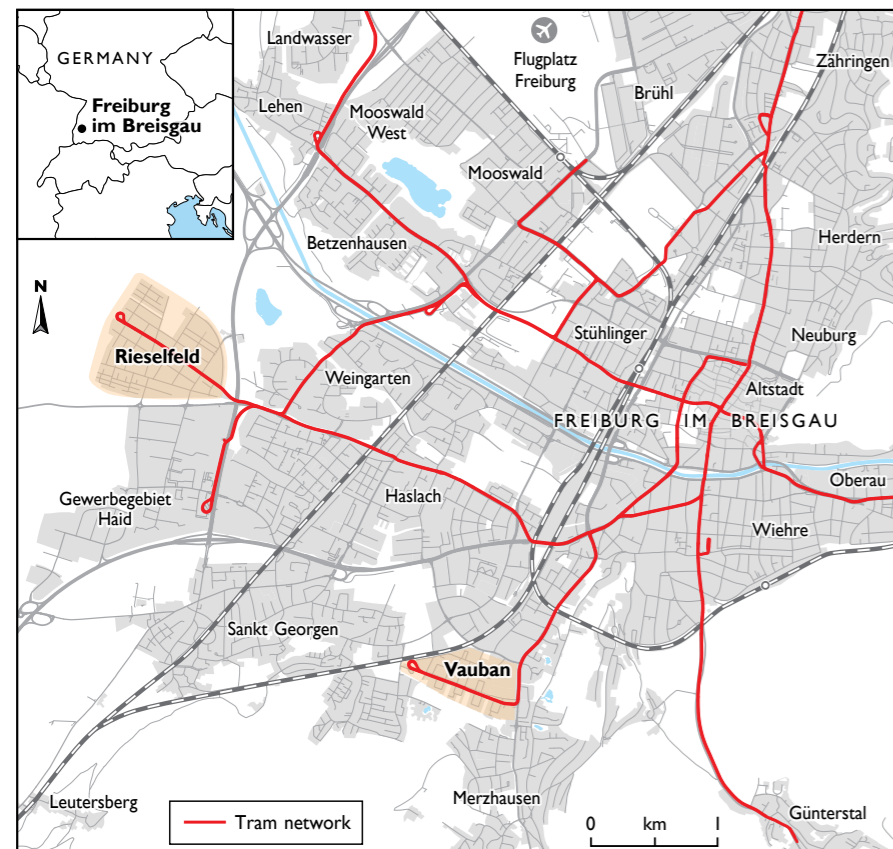 GERMANY
Freiburg
im Breisgau
Landwasser
Flugplatz
Freiburg
Zähringen
Brühl
Lehen
Mooswald
West
Mooswald
Betzenhausen
Herdern
N
Rieselfeld
Stühlinger
Neuburg
Weingarten
Altstadt
FREIBURG IM BREISGAU
Gewerbegebiet
Haid
Haslach
Oberau
Wiehre
Sankt Georgen
Vauban
Leutersberg
Merzhausen
Günterstal
Tram network
0 km 1